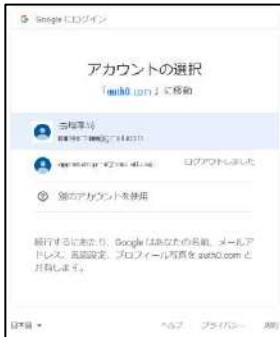 Google にログイン
アカウントの選択
「auth0.com」に移動
ログアウトしました
別のアカウントを使用
続行するにあたり、Google はあなたの名前、メールア
ドレス、言語設定、プロフィール写真を auth0.com と
共有します。
日本語
ヘルプ プライバシー 規約